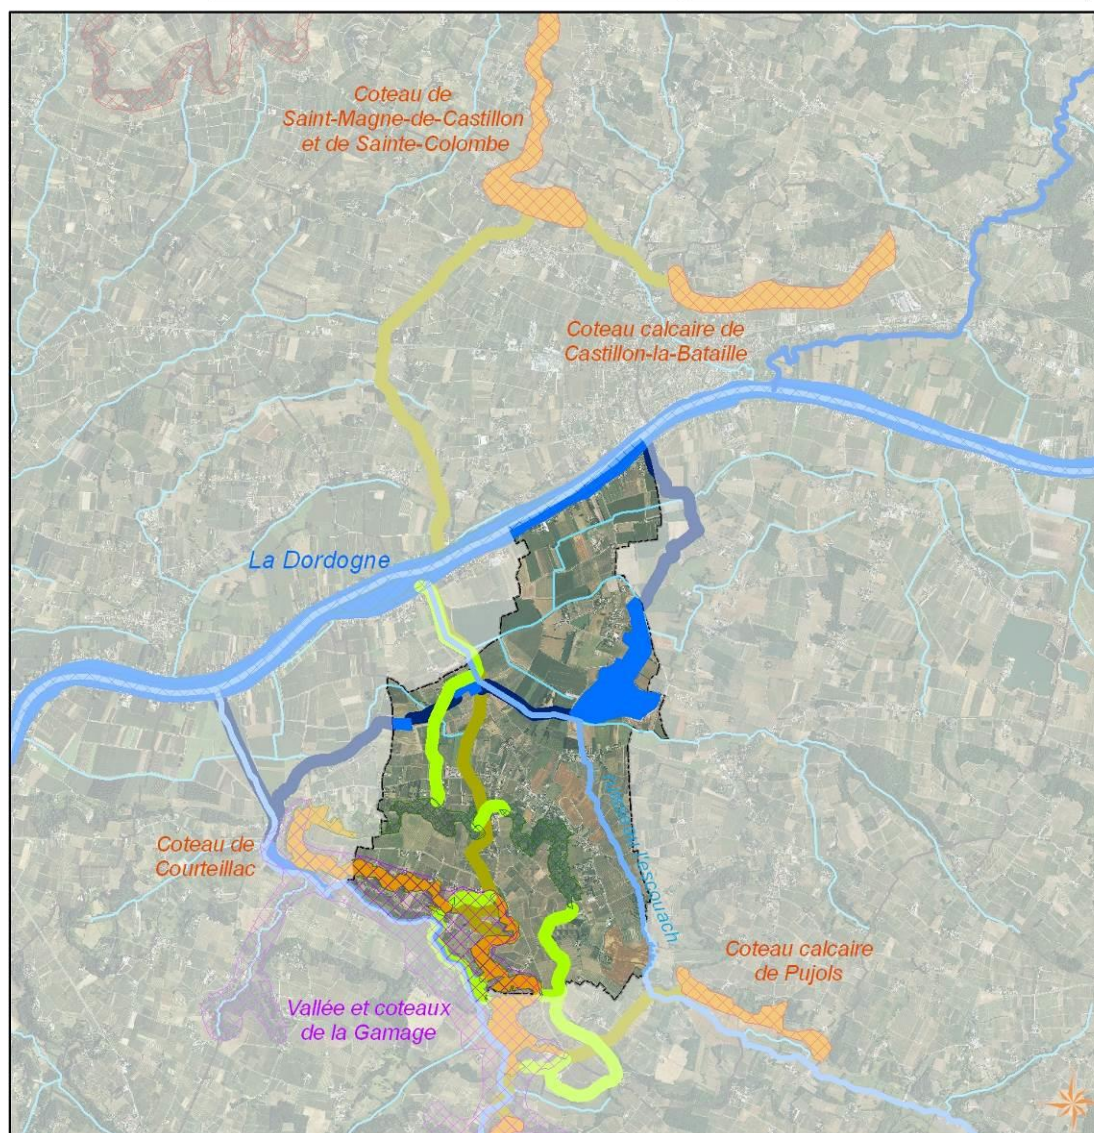 Coteau de
Saint-Magne-de-Castillon
et de Sainte-Colombe
Coteau calcaire de
Castillon-la-Bataille
La Dordogne
Coteau de
Courteillac
l'escouach
Coteau calcaire
de Pujols
Vallée et coteaux
de la Gamage